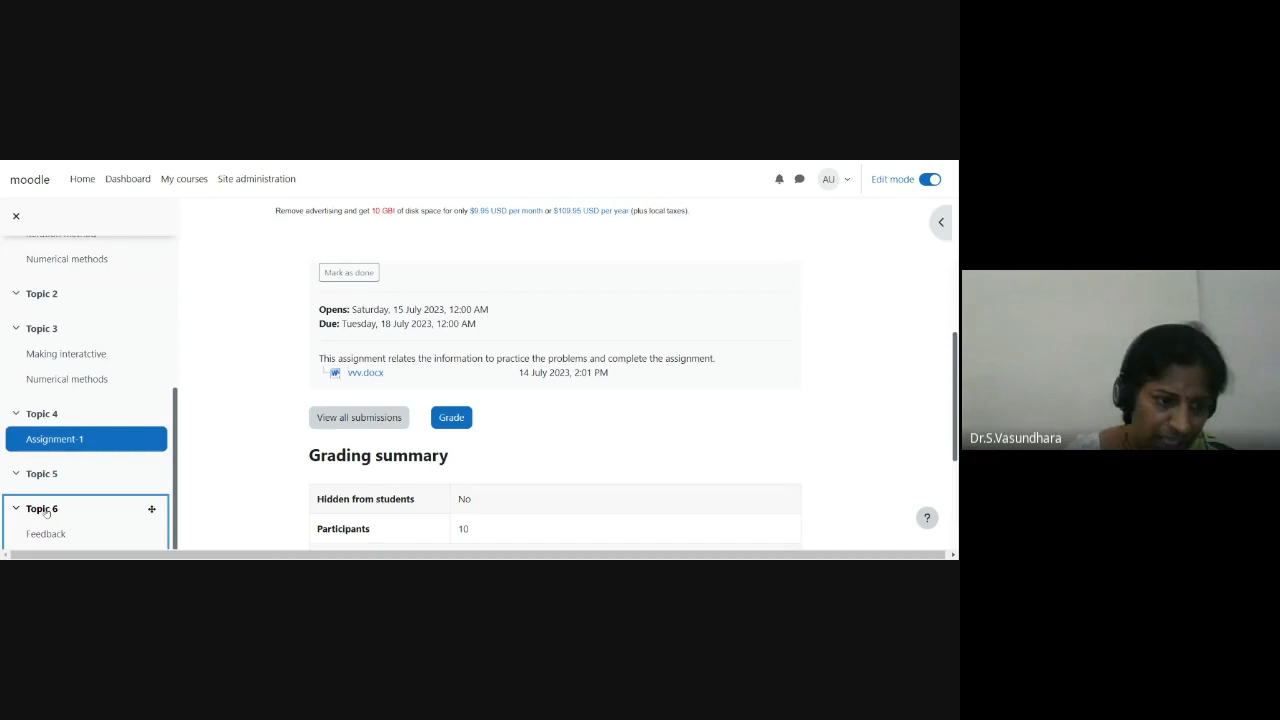 moodle Home Dashboard My courses Site administration AU Edit mode
Remove advertising and get 10 GB! of disk space for only $9.95 USD per month or $109.95 USD per year (plus local taxes).
Numerical methods
Topic 2
Topic 3
Making interatctive
Numerical methods
Topic 4
Assignment-1
Topic 5
Topic 6
Feedback
Mark as done
Opens: Saturday, 15 July 2023, 12:00 AM
Due: Tuesday, 18 July 2023, 12:00 AM
This assignment relates the information to practice the problems and complete the assignment.
vvv.docx 14 July 2023, 2:01 PM
View all submissions Grade
Grading summary
Hidden from students No
Participants 10
?
Dr.S.Vasundhara